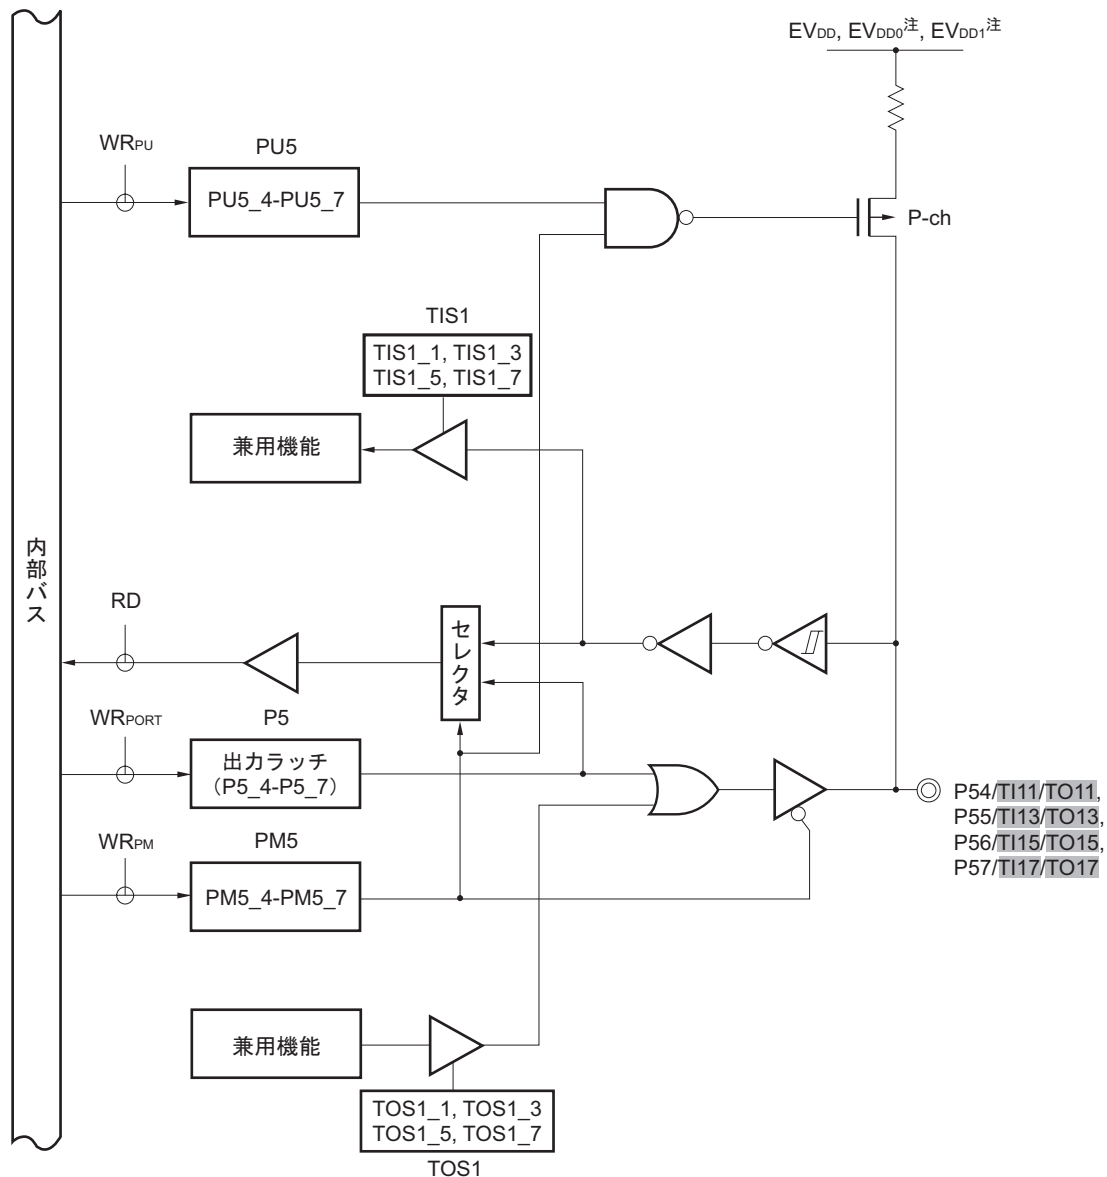 EVDD, EVDD0注, EVDD1注
WRPU
PU5
PU5_4-PU5_7
P-ch
TIS1
TIS1_1, TIS1_3
TIS1_5, TIS1_7
兼用機能
内部バス
RD
セレクタ
WRPORT
P5
出力ラッチ
(P5_4-P5_7)
P54/TI11/TO11,
P55/TI13/TO13,
P56/TI15/TO15,
P57/TI17/TO17
WRPM
PM5
PM5_4-PM5_7
兼用機能
TOS1_1, TOS1_3
TOS1_5, TOS1_7
TOS1